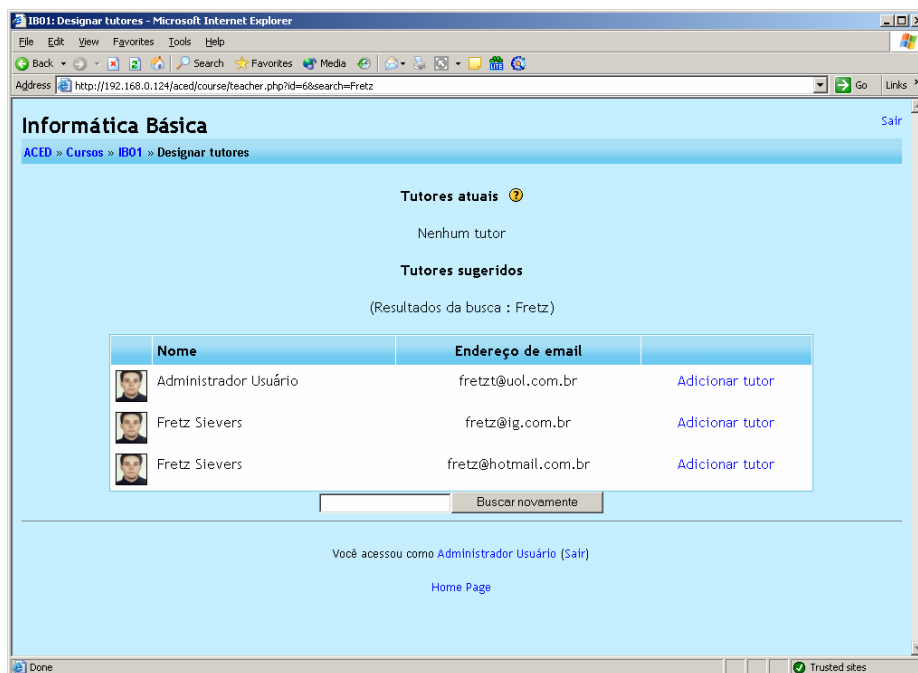 IB01: Designar tutores - Microsoft Internet Explorer
File Edit View Favorites Tools Help
Back Search Favorites Media
Address http://192.168.0.124/aced/course/teacher.php?id=6&search=Fretz Go Links
Informática Básica Sair
ACED » Cursos » IB01 » Designar tutores
Tutores atuais ?
Nenhum tutor
Tutores sugeridos
(Resultados da busca : Fretz)
Nome Endereço de email
Administrador Usuário fretzt@uol.com.br Adicionar tutor
Fretz Sievers fretz@ig.com.br Adicionar tutor
Fretz Sievers fretz@hotmail.com.br Adicionar tutor
Buscar novamente
Você acessou como Administrador Usuário (Sair)
Home Page
Done Trusted sites